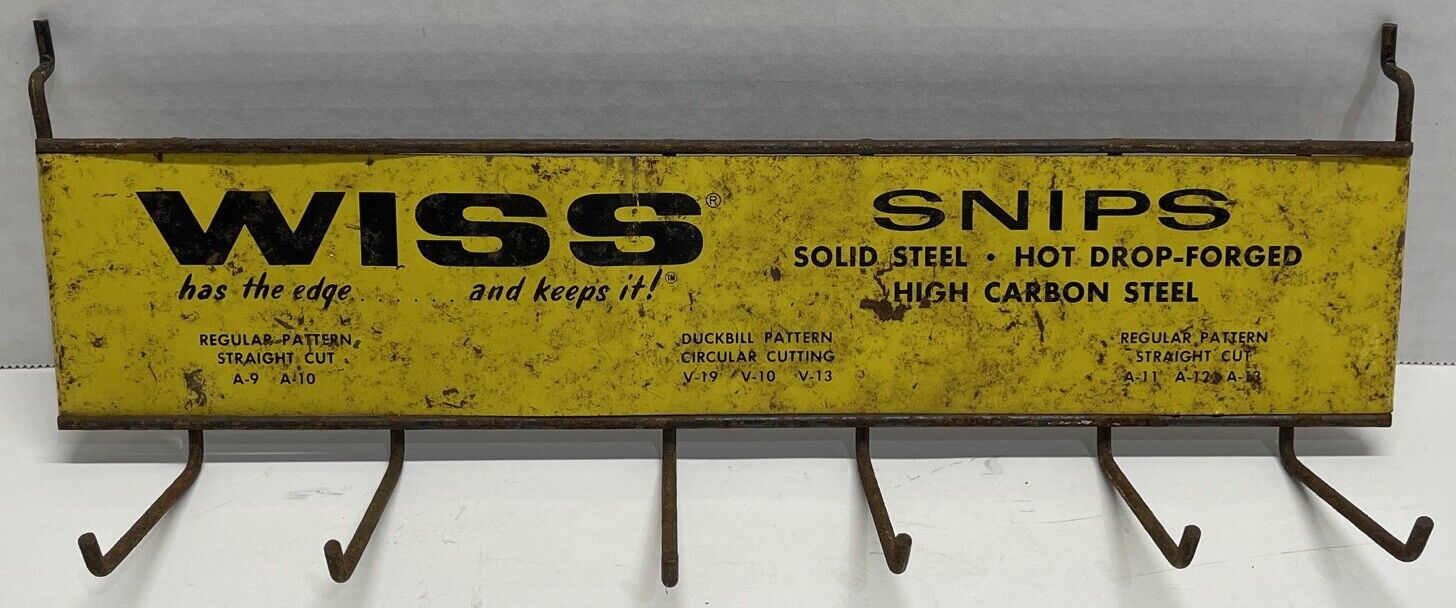 WISS®
has the edge ....... and keeps it!™
SNIPS
SOLID STEEL • HOT DROP-FORGED
HIGH CARBON STEEL
REGULAR PATTERN
STRAIGHT CUT
A-9 A-10
DUCKBILL PATTERN
CIRCULAR CUTTING
V-19 V-10 V-13
REGULAR PATTERN
STRAIGHT CUT
A-11 A-12 A-13